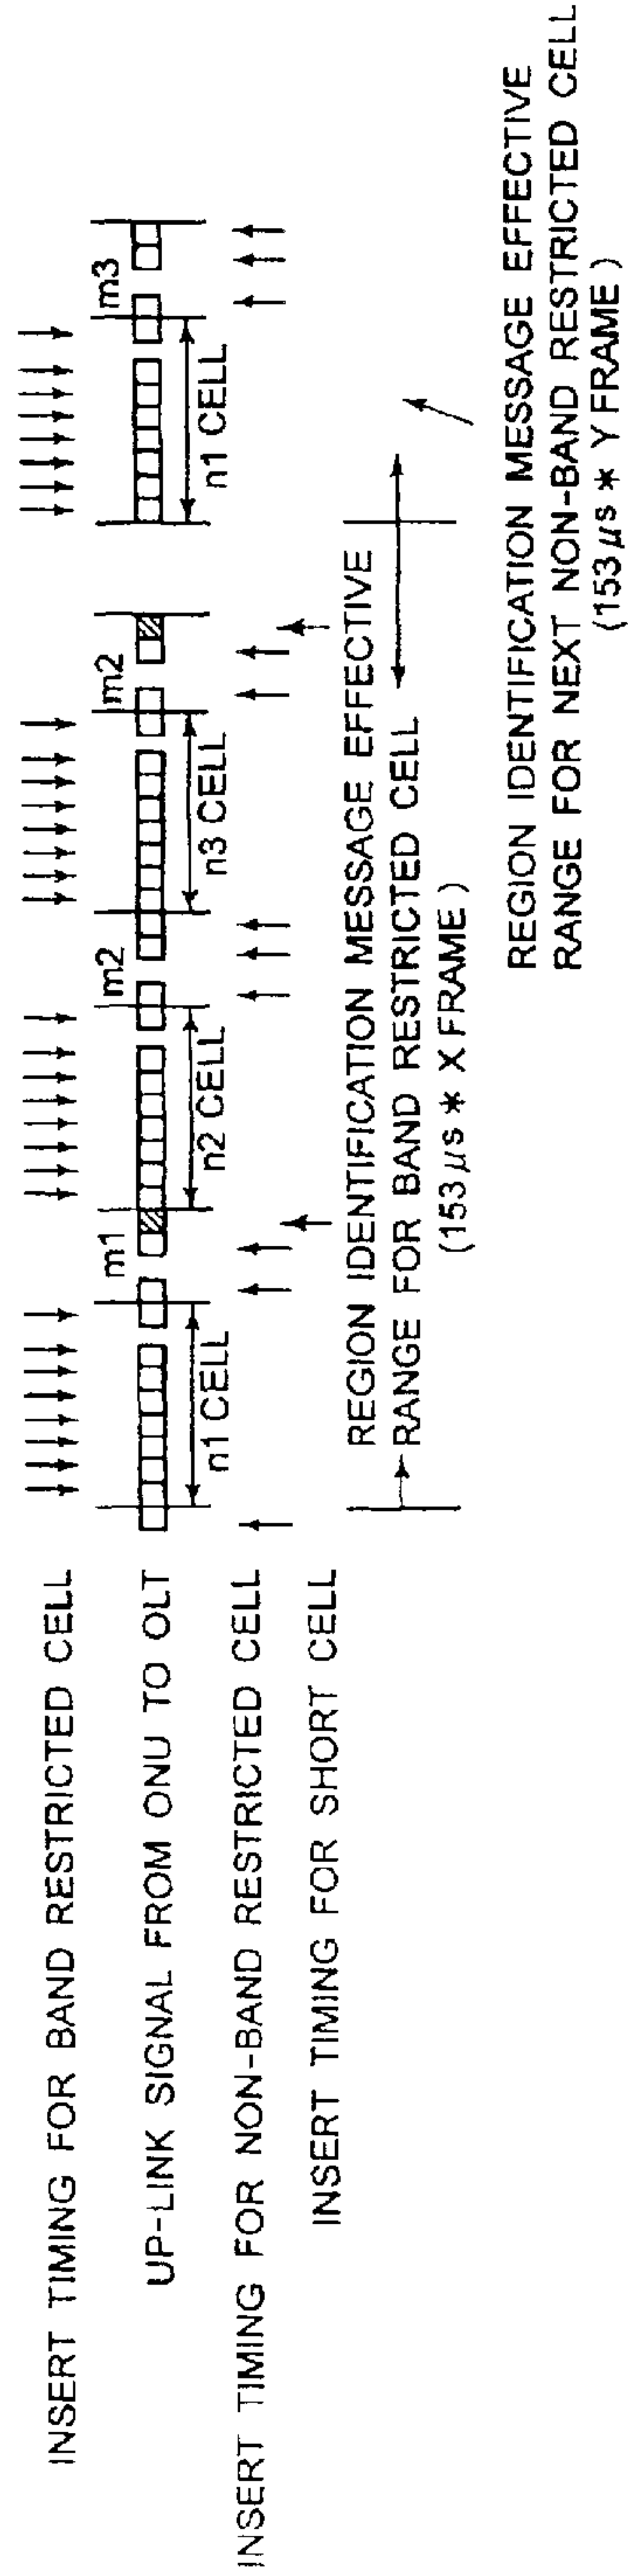 INSERT TIMING FOR BAND RESTRICTED CELL
UP-LINK SIGNAL FROM ONU TO OLT
INSERT TIMING FOR NON-BAND RESTRICTED CELL
INSERT TIMING FOR SHORT CELL
n1 CELL
m1
n2 CELL
m2
n3 CELL
m2
n1 CELL
m3
REGION IDENTIFICATION MESSAGE EFFECTIVE
RANGE FOR BAND RESTRICTED CELL
(153μs * X FRAME)
REGION IDENTIFICATION MESSAGE EFFECTIVE
RANGE FOR NEXT NON-BAND RESTRICTED CELL
(153μs * Y FRAME)